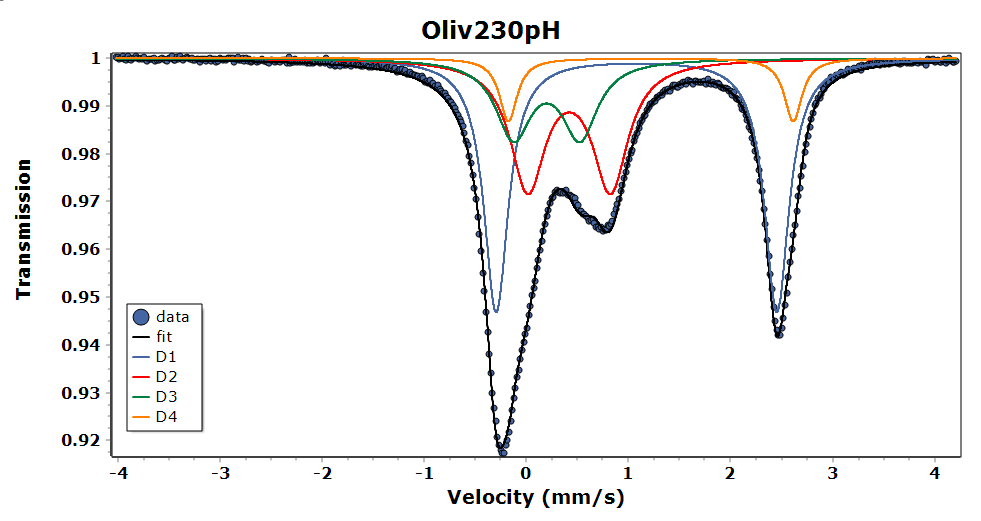 Oliv230pH
1
0.99
0.98
0.97
0.96
0.95
0.94
0.93
0.92
Transmission
data
fit
D1
D2
D3
D4
-4 -3 -2 -1 0 1 2 3 4
Velocity (mm/s)